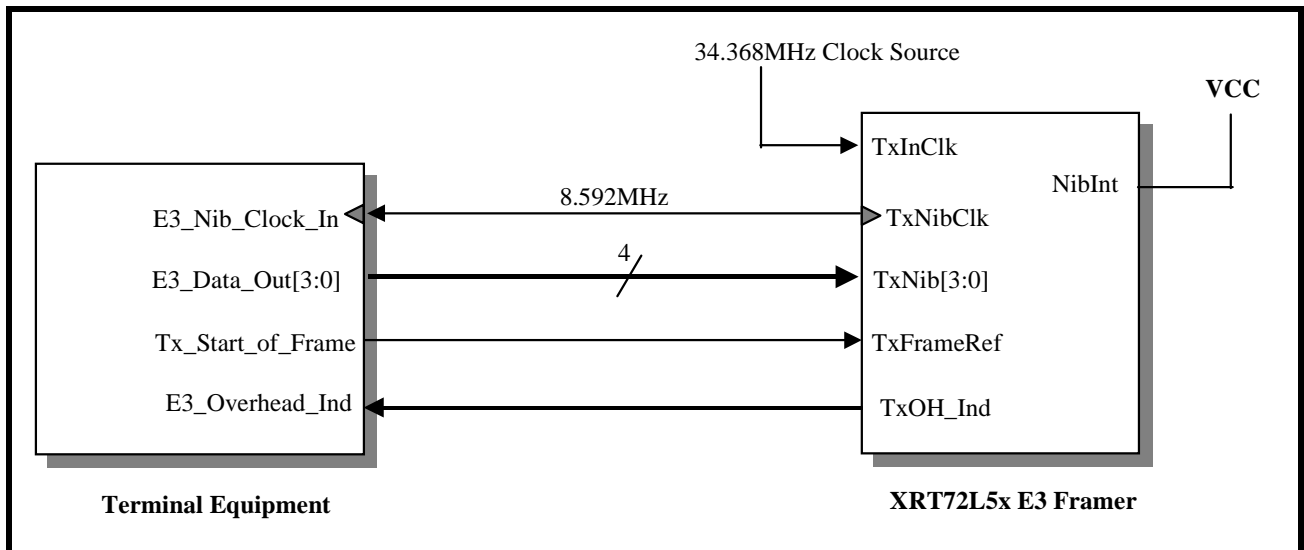 34.368MHz Clock Source
VCC
TxInClk
NibInt
8.592MHz
E3_Nib_Clock_In
TxNibClk
4
E3_Data_Out[3:0]
TxNib[3:0]
Tx_Start_of_Frame
TxFrameRef
E3_Overhead_Ind
TxOH_Ind
Terminal Equipment
XRT72L5x E3 Framer